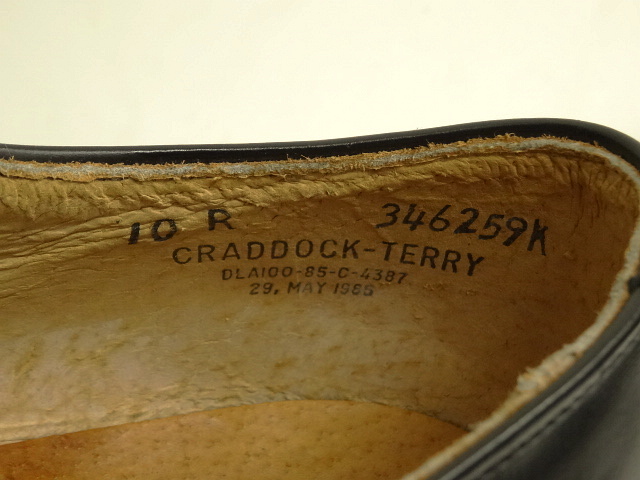 10 R 346259K
CRADDOCK-TERRY
DLA100-85-C-4387
29, MAY 1985